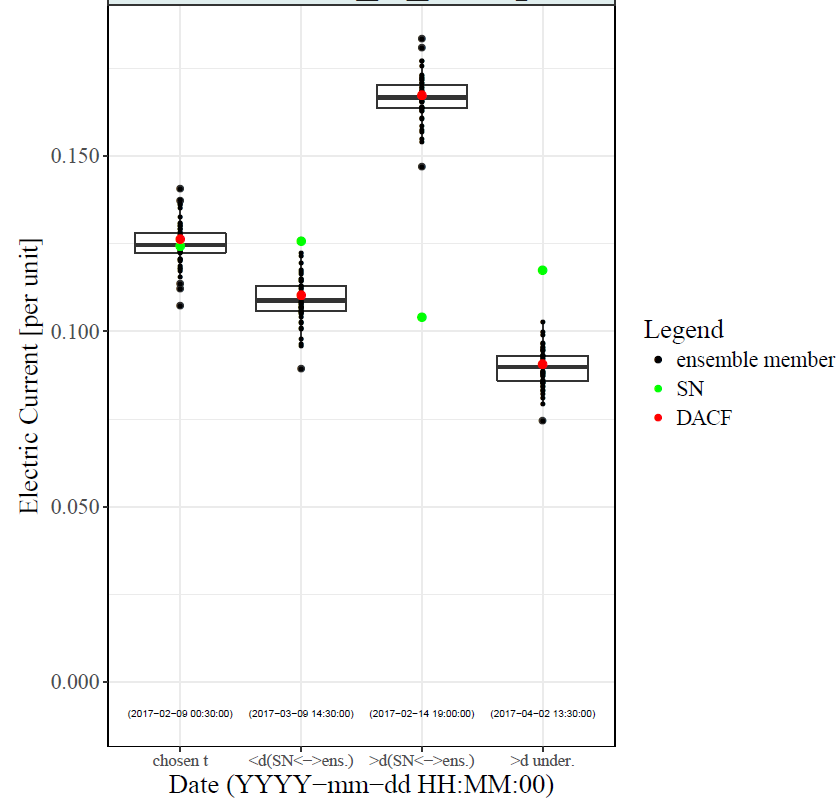 0.150
0.100
0.050
0.000
Electric Current [per unit]
(2017−02−09 00:30:00) (2017−03−09 14:30:00) (2017−02−14 19:00:00) (2017−04−02 13:30:00)
chosen t <d(SN<−>ens.) >d(SN<−>ens.) >d under.
Date (YYYY−mm−dd HH:MM:00)
Legend
ensemble member
SN
DACF